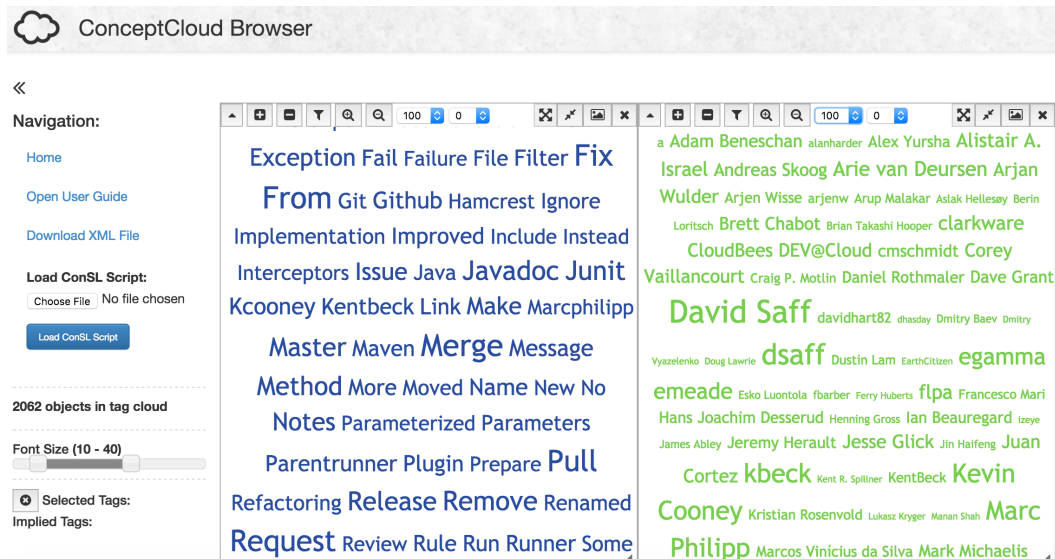 ConceptCloud Browser
Navigation:
Home
Open User Guide
Download XML File
Load ConSL Script:
Choose File No file chosen
Load ConSL Script
2062 objects in tag cloud
Font Size (10 - 40)
Selected Tags:
Implied Tags:
100 0
Exception Fail Failure File Filter Fix
From Git Github Hamcrest Ignore
Implementation Improved Include Instead
Interceptors Issue Java Javadoc Junit
Kcooney Kentbeck Link Make Marcphilipp
Master Maven Merge Message
Method More Moved Name New No
Notes Parameterized Parameters
Parentrunner Plugin Prepare Pull
Refactoring Release Remove Renamed
Request Review Rule Run Runner Some
100 0
a Adam Beneschan alanharder Alex Yursha Alistair A.
Israel Andreas Skoog Arie van Deursen Arjan
Wulder Arjen Wisse arjenw Arup Malakar Aslak Hellesøy Berin
Loritsch Brett Chabot Brian Takashi Hooper clarkware
CloudBees DEV@Cloud cmschmidt Corey
Vaillancourt Craig P. Motlin Daniel Rothmaler Dave Grant
David Saff davidhart82 dhasday Dmitry Baev Dmitry
Vyazelenko Doug Lawrie dsaff Dustin Lam EarthCitizen egamma
emeade Esko Luontola fbarber Ferry Huberts flpa Francesco Mari
Hans Joachim Desserud Henning Gross Ian Beauregard izeye
James Abley Jeremy Herault Jesse Glick Jin Haifeng Juan
Cortez kbeck Kent R. Spillner KentBeck Kevin
Cooney Kristian Rosenvold Lukasz Kryger Manan Shah Marc
Philipp Marcos Vinícius da Silva Mark Michaelis